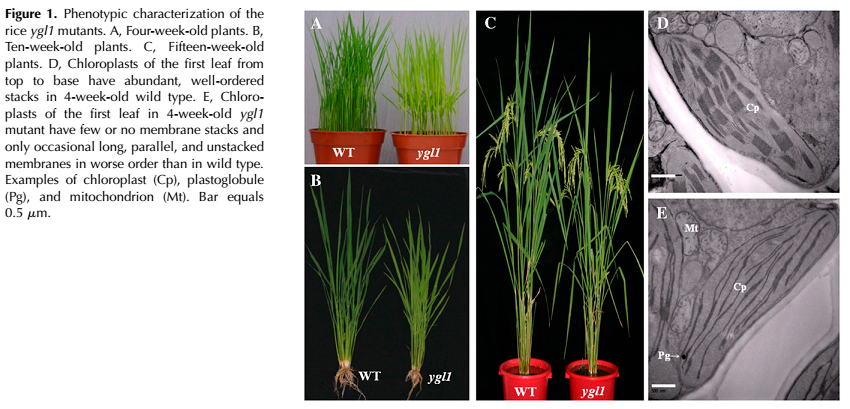 Figure 1. Phenotypic characterization of the
rice ygl1 mutants. A, Four-week-old plants. B,
Ten-week-old plants. C, Fifteen-week-old
plants. D, Chloroplasts of the first leaf from
top to base have abundant, well-ordered
stacks in 4-week-old wild type. E, Chloro-
plasts of the first leaf in 4-week-old ygl1
mutant have few or no membrane stacks and
only occasional long, parallel, and unstacked
membranes in worse order than in wild type.
Examples of chloroplast (Cp), plastoglobule
(Pg), and mitochondrion (Mt). Bar equals
0.5 μm.
A
WT
ygl1
B
WT
ygl1
C
WT
ygl1
D
Cp
E
Mt
Cp
Pg→